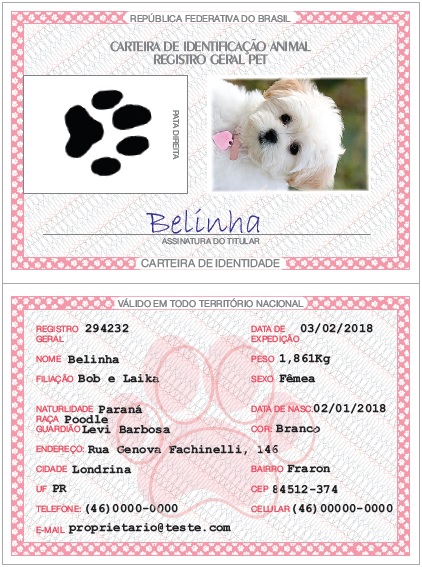 REPÚBLICA FEDERATIVA DO BRASIL
CARTEIRA DE IDENTIFICAÇÃO ANIMAL
REGISTRO GERAL PET
PATA DIREITA
Belinha
ASSINATURA DO TITULAR
CARTEIRA DE IDENTIDADE
VÁLIDO EM TODO TERRITÓRIO NACIONAL
REGISTRO GERAL 294232 DATA DE EXPEDIÇÃO 03/02/2018
NOME Belinha PESO 1,861Kg
FILIAÇÃO Bob e Laika SEXO Fêmea
NATURLIDADE Paraná DATA DE NASC. 02/01/2018
RAÇA Poodle
GUARDIÃO Levi Barbosa COR: Branco
ENDEREÇO: Rua Genova Fachinelli, 146
CIDADE Londrina BAIRRO Fraron
UF PR CEP 84512-374
TELEFONE: (46)0000-0000 CELULAR (46)00000-0000
E-MAIL proprietario@teste.com